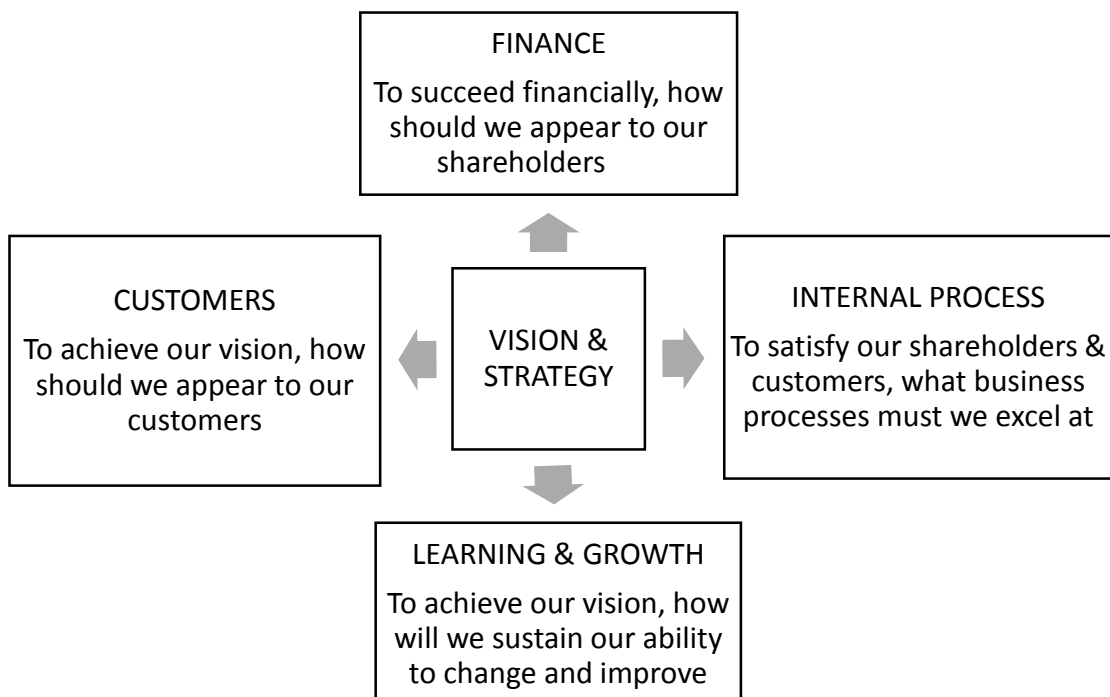 FINANCE
To succeed financially, how
should we appear to our
shareholders
CUSTOMERS
To achieve our vision, how
should we appear to our
customers
VISION &
STRATEGY
INTERNAL PROCESS
To satisfy our shareholders &
customers, what business
processes must we excel at
LEARNING & GROWTH
To achieve our vision, how
will we sustain our ability
to change and improve